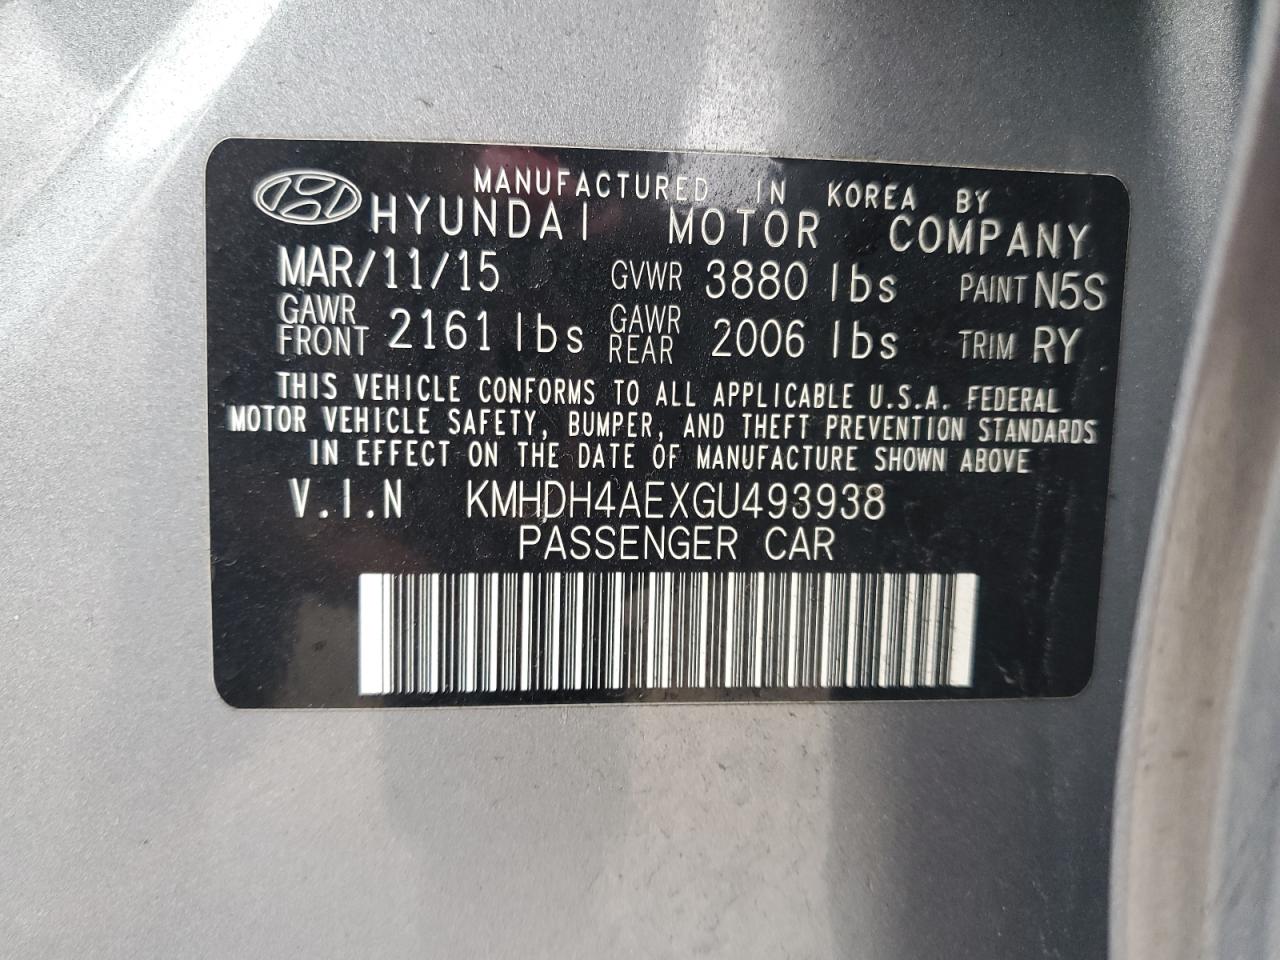 MANUFACTURED IN KOREA BY
HYUNDAI MOTOR COMPANY
MAR/11/15 GVWR 3880 lbs PAINT N5S
GAWR FRONT 2161 lbs GAWR REAR 2006 lbs TRIM RY
THIS VEHICLE CONFORMS TO ALL APPLICABLE U.S.A. FEDERAL
MOTOR VEHICLE SAFETY, BUMPER, AND THEFT PREVENTION STANDARDS
IN EFFECT ON THE DATE OF MANUFACTURE SHOWN ABOVE
V.I.N KMHDH4AEXGU493938
PASSENGER CAR